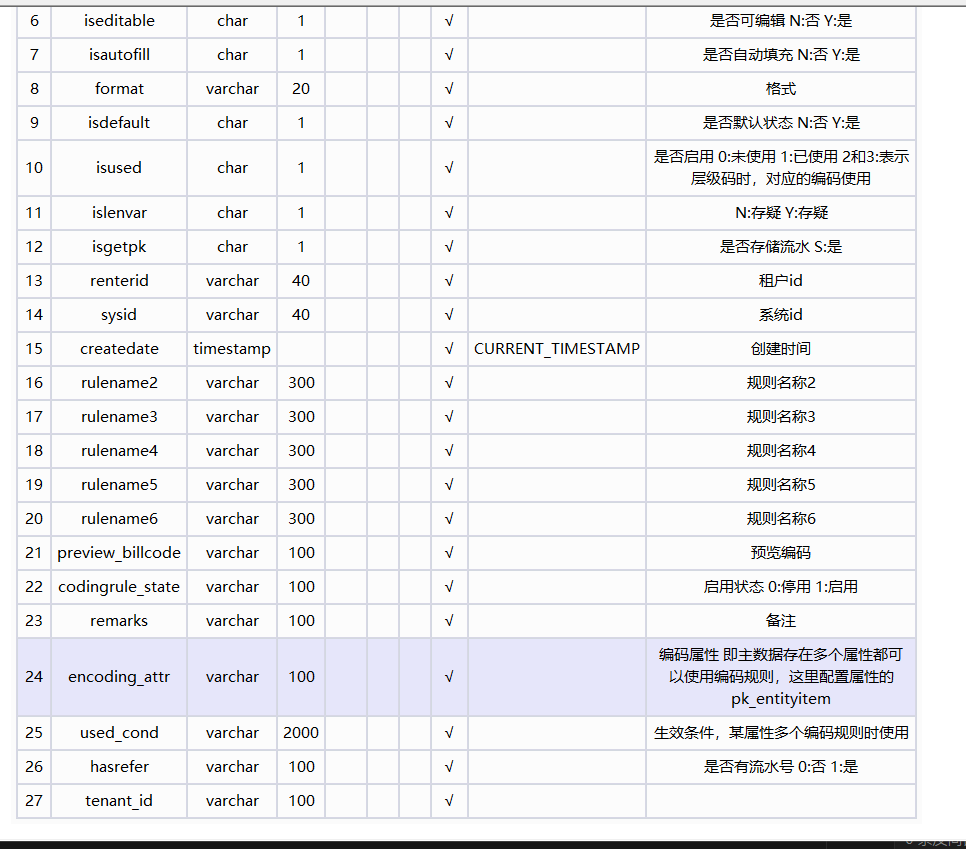 6 iseditable char 1 √ 是否可编辑 N:否 Y:是
7 isautofill char 1 √ 是否自动填充 N:否 Y:是
8 format varchar 20 √ 格式
9 isdefault char 1 √ 是否默认状态 N:否 Y:是
10 isused char 1 √ 是否启用 0:未使用 1:已使用 2和3:表示
层级码时，对应的编码使用
11 islenvar char 1 √ N:存疑 Y:存疑
12 isgetpk char 1 √ 是否存储流水 S:是
13 renterid varchar 40 √ 租户id
14 sysid varchar 40 √ 系统id
15 createdate timestamp √ CURRENT_TIMESTAMP 创建时间
16 rulename2 varchar 300 √ 规则名称2
17 rulename3 varchar 300 √ 规则名称3
18 rulename4 varchar 300 √ 规则名称4
19 rulename5 varchar 300 √ 规则名称5
20 rulename6 varchar 300 √ 规则名称6
21 preview_billcode varchar 100 √ 预览编码
22 codingrule_state varchar 100 √ 启用状态 0:停用 1:启用
23 remarks varchar 100 √ 备注
24 encoding_attr varchar 100 √ 编码属性 即主数据存在多个属性都可
以使用编码规则，这里配置属性的
pk_entityitem
25 used_cond varchar 2000 √ 生效条件，某属性多个编码规则时使用
26 hasrefer varchar 100 √ 是否有流水号 0:否 1:是
27 tenant_id varchar 100 √